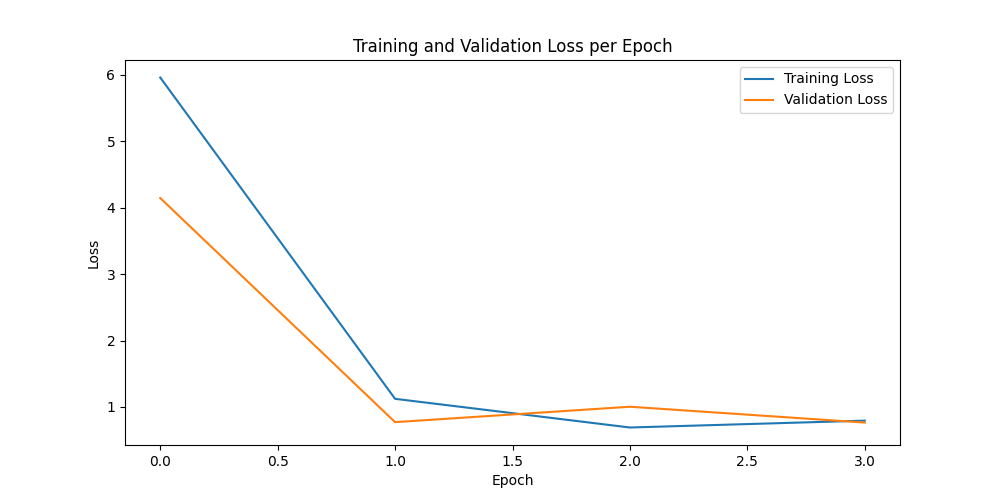 Training and Validation Loss per Epoch
Training Loss
Validation Loss
6
5
4
3
2
1
Loss
0.0
0.5
1.0
1.5
2.0
2.5
3.0
Epoch